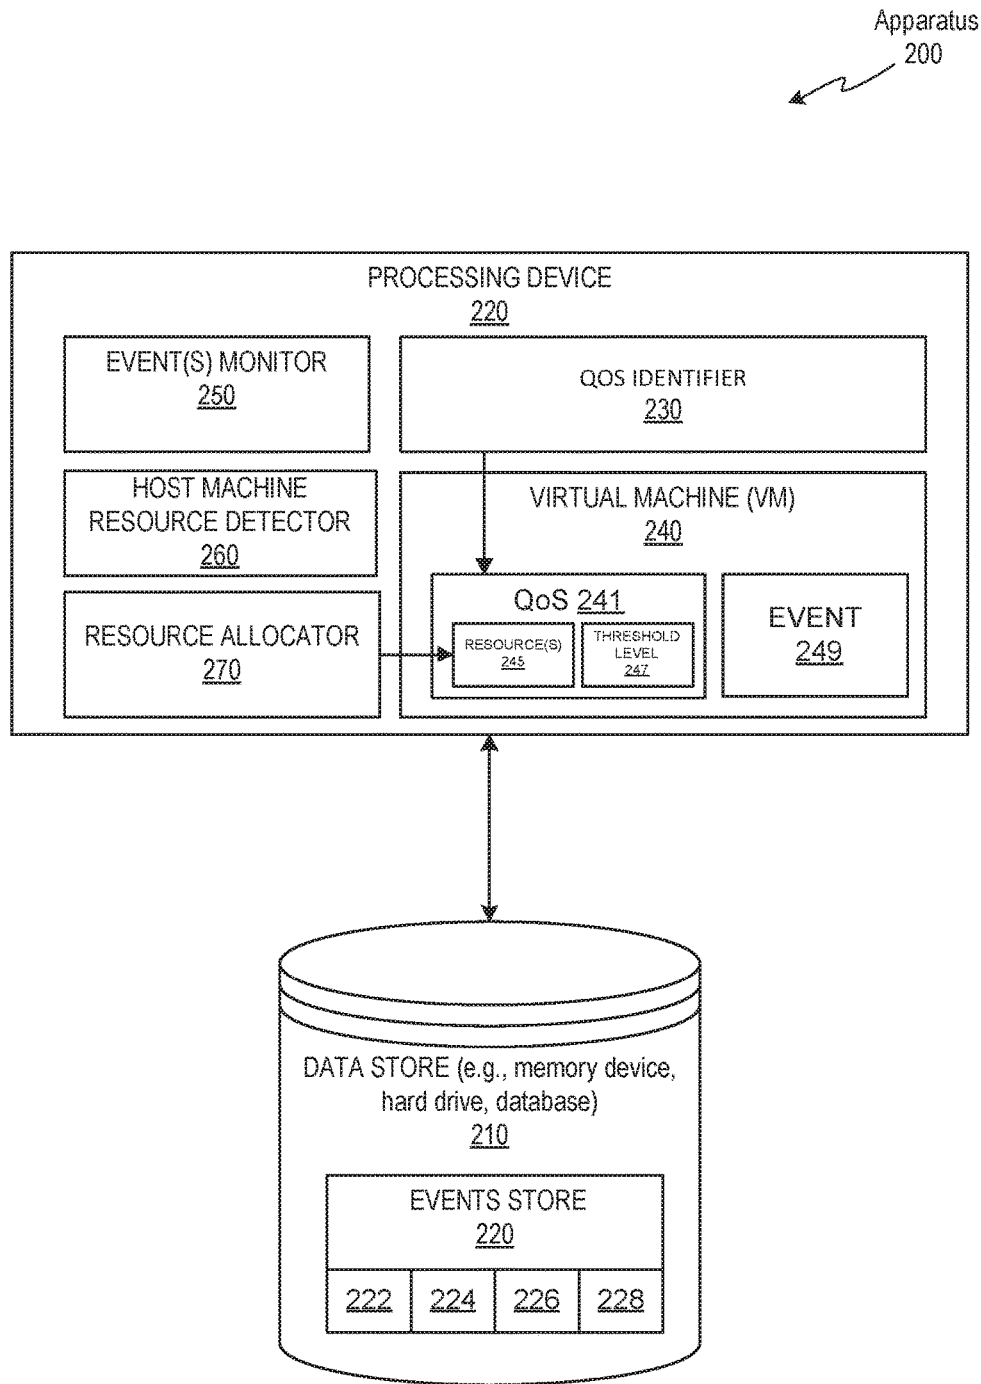 Apparatus
200
PROCESSING DEVICE
220
EVENT(S) MONITOR
250
QOS IDENTIFIER
230
HOST MACHINE
RESOURCE DETECTOR
260
VIRTUAL MACHINE (VM)
240
RESOURCE ALLOCATOR
270
QoS 241
RESOURCE(S)
245
THRESHOLD
LEVEL
247
EVENT
249
DATA STORE (e.g., memory device,
hard drive, database)
210
EVENTS STORE
220
222 224 226 228